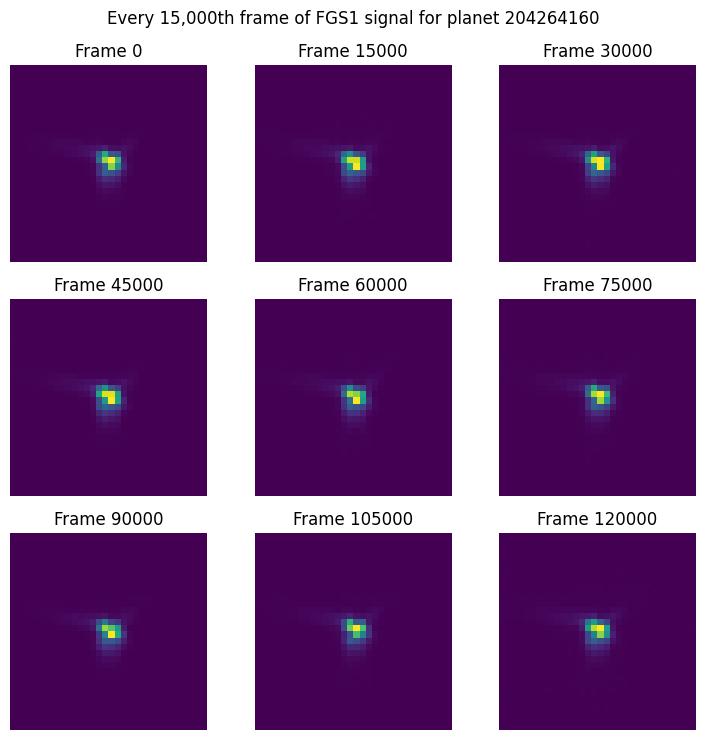 Every 15,000th frame of FGS1 signal for planet 204264160
Frame 0
Frame 15000
Frame 30000
Frame 45000
Frame 60000
Frame 75000
Frame 90000
Frame 105000
Frame 120000